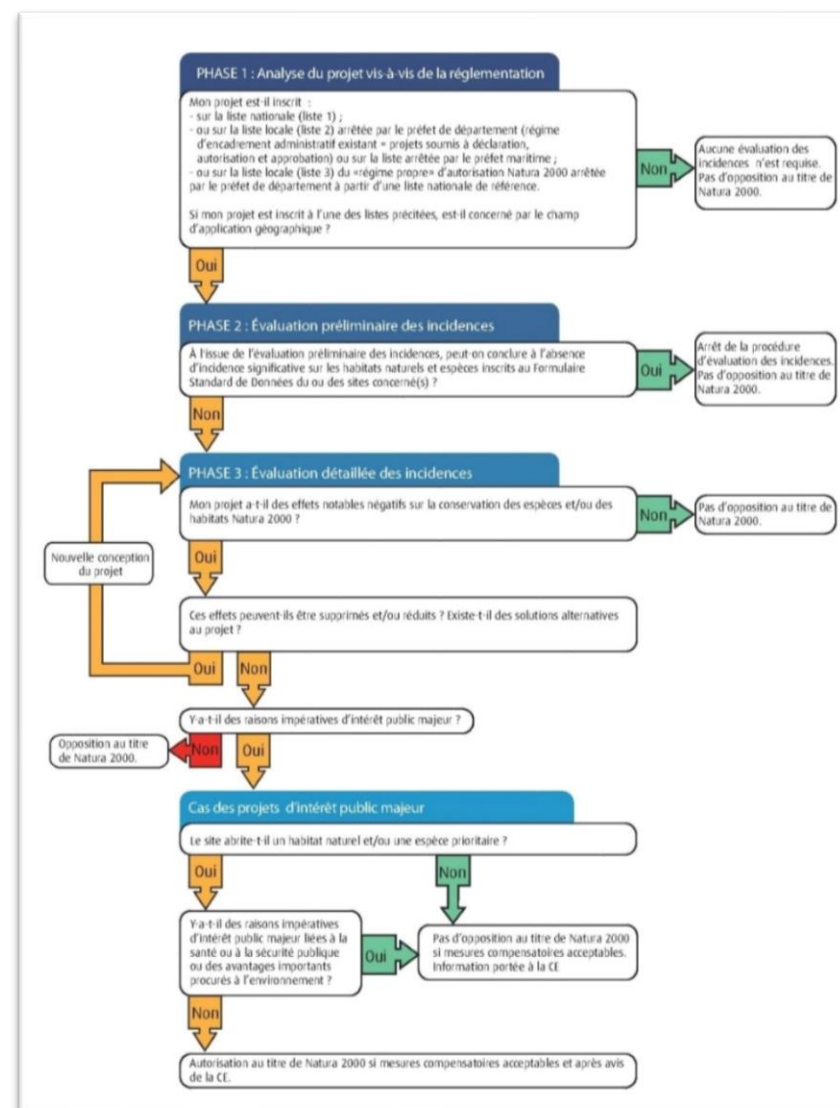 PHASE 1 : Analyse du projet vis-à-vis de la réglementation
Mon projet est-il inscrit :
- sur la liste nationale (liste 1) ;
- ou sur la liste locale (liste 2) arrêtée par le préfet de département (régime
d'encadrement administratif existant = projets soumis à déclaration,
autorisation et approbation) ou sur la liste arrêtée par le préfet maritime ;
- ou sur la liste locale (liste 3) du «régime propre» d'autorisation Natura 2000 arrêtée
par le préfet de département à partir d'une liste nationale de référence.
Si mon projet est inscrit à l'une des listes précitées, est-il concerné par le champ
d'application géographique ?
Non
Aucune évaluation des
incidences n'est requise.
Pas d'opposition au titre de
Natura 2000.
Oui
PHASE 2 : Évaluation préliminaire des incidences
À l'issue de l'évaluation préliminaire des incidences, peut-on conclure à l'absence
d'incidence significative sur les habitats naturels et espèces inscrits au Formulaire
Standard de Données du ou des sites concerné(s) ?
Oui
Arrêt de la procédure
d'évaluation des incidences.
Pas d'opposition au titre de
Natura 2000.
Non
PHASE 3 : Évaluation détaillée des incidences
Mon projet a-t-il des effets notables négatifs sur la conservation des espèces et/ou des
habitats Natura 2000 ?
Non
Pas d'opposition au titre de
Natura 2000.
Nouvelle conception
du projet
Oui
Ces effets peuvent-ils être supprimés et/ou réduits ? Existe-t-il des solutions alternatives
au projet ?
Oui
Non
Y-a-t-il des raisons impératives d'intérêt public majeur ?
Opposition au titre
de Natura 2000.
Non
Oui
Cas des projets d'intérêt public majeur
Le site abrite-t-il un habitat naturel et/ou une espèce prioritaire ?
Oui
Non
Y-a-t-il des raisons impératives
d'intérêt public majeur liées à la
santé ou à la sécurité publique
ou des avantages importants
procurés à l'environnement ?
Oui
Pas d'opposition au titre de Natura 2000
si mesures compensatoires acceptables.
Information portée à la CE
Non
Autorisation au titre de Natura 2000 si mesures compensatoires acceptables et après avis
de la CE.